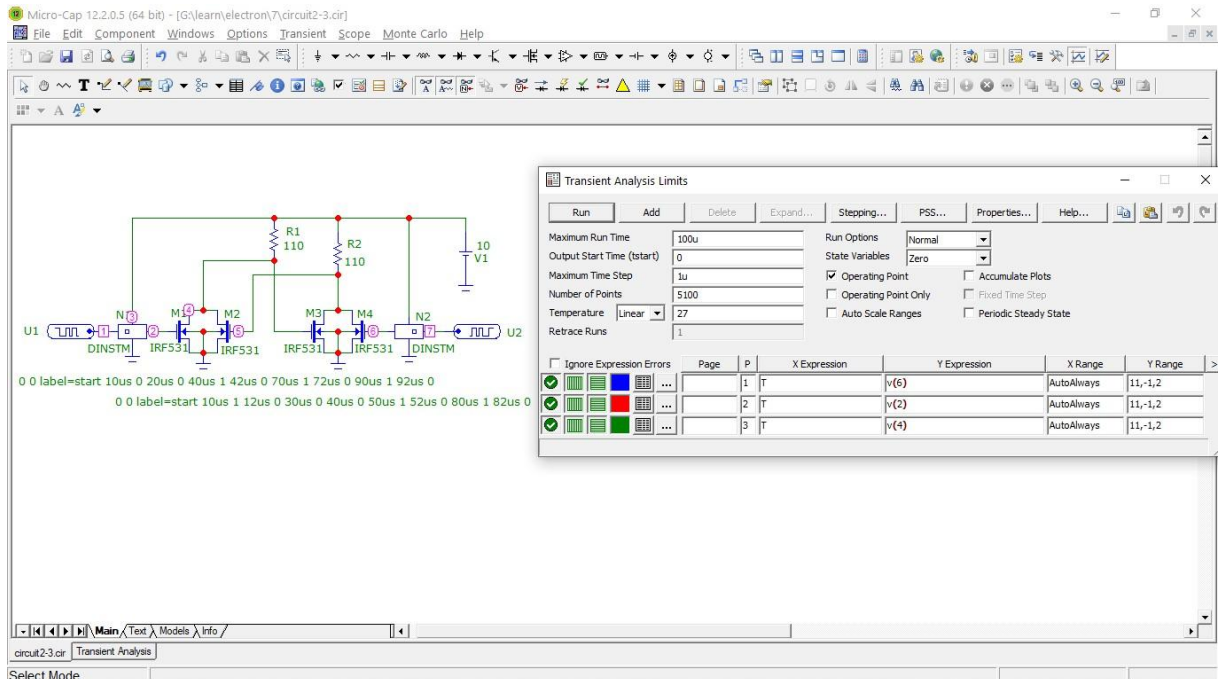 Micro-Cap 12.2.0.5 (64 bit) - [G:\learn\electron\7\circuit2-3.cir]
File Edit Component Windows Options Transient Scope Monte Carlo Help
T
A
Transient Analysis Limits
Run Add Delete Expand... Stepping... PSS... Properties... Help...
Maximum Run Time 100u Run Options Normal
Output Start Time (tstart) 0 State Variables Zero
Maximum Time Step 1u Operating Point Accumulate Plots
Number of Points 5100 Operating Point Only Fixed Time Step
Temperature Linear 27 Auto Scale Ranges Periodic Steady State
Retrace Runs 1
Ignore Expression Errors Page P X Expression Y Expression X Range Y Range >
... 1 T v(6) AutoAlways 11,-1,2
... 2 T v(2) AutoAlways 11,-1,2
... 3 T v(4) AutoAlways 11,-1,2
R1
110
R2
110
10
V1
N 3 M1 4 M2 M3 M4 N2
U1 1 2 5 6 7 U2
DINSTM IRF531 IRF531 IRF531 IRF531 DINSTM
0 0 label=start 10us 0 20us 0 40us 1 42us 0 70us 1 72us 0 90us 1 92us 0
0 0 label=start 10us 1 12us 0 30us 0 40us 0 50us 1 52us 0 80us 1 82us 0
Main Text Models Info
circuit2-3.cir Transient Analysis
Select Mode